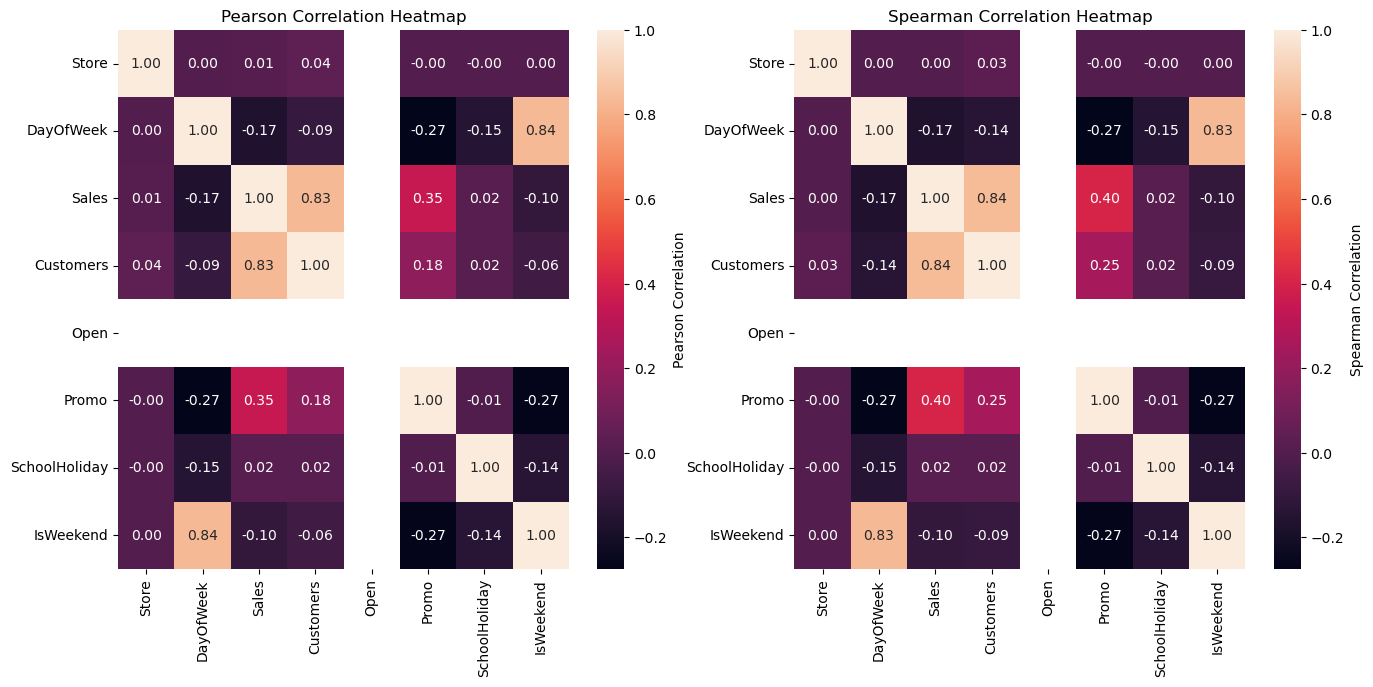 Pearson Correlation Heatmap
Store 1.00 0.00 0.01 0.04 -0.00 -0.00 0.00
DayOfWeek 0.00 1.00 -0.17 -0.09 -0.27 -0.15 0.84
Sales 0.01 -0.17 1.00 0.83 0.35 0.02 -0.10
Customers 0.04 -0.09 0.83 1.00 0.18 0.02 -0.06
Open
Promo -0.00 -0.27 0.35 0.18 1.00 -0.01 -0.27
SchoolHoliday -0.00 -0.15 0.02 0.02 -0.01 1.00 -0.14
IsWeekend 0.00 0.84 -0.10 -0.06 -0.27 -0.14 1.00
Store DayOfWeek Sales Customers Open Promo SchoolHoliday IsWeekend
1.0
0.8
0.6
0.4
0.2
0.0
−0.2
Pearson Correlation
Spearman Correlation Heatmap
Store 1.00 0.00 0.00 0.03 -0.00 -0.00 0.00
DayOfWeek 0.00 1.00 -0.17 -0.14 -0.27 -0.15 0.83
Sales 0.00 -0.17 1.00 0.84 0.40 0.02 -0.10
Customers 0.03 -0.14 0.84 1.00 0.25 0.02 -0.09
Open
Promo -0.00 -0.27 0.40 0.25 1.00 -0.01 -0.27
SchoolHoliday -0.00 -0.15 0.02 0.02 -0.01 1.00 -0.14
IsWeekend 0.00 0.83 -0.10 -0.09 -0.27 -0.14 1.00
Store DayOfWeek Sales Customers Open Promo SchoolHoliday IsWeekend
1.0
0.8
0.6
0.4
0.2
0.0
−0.2
Spearman Correlation